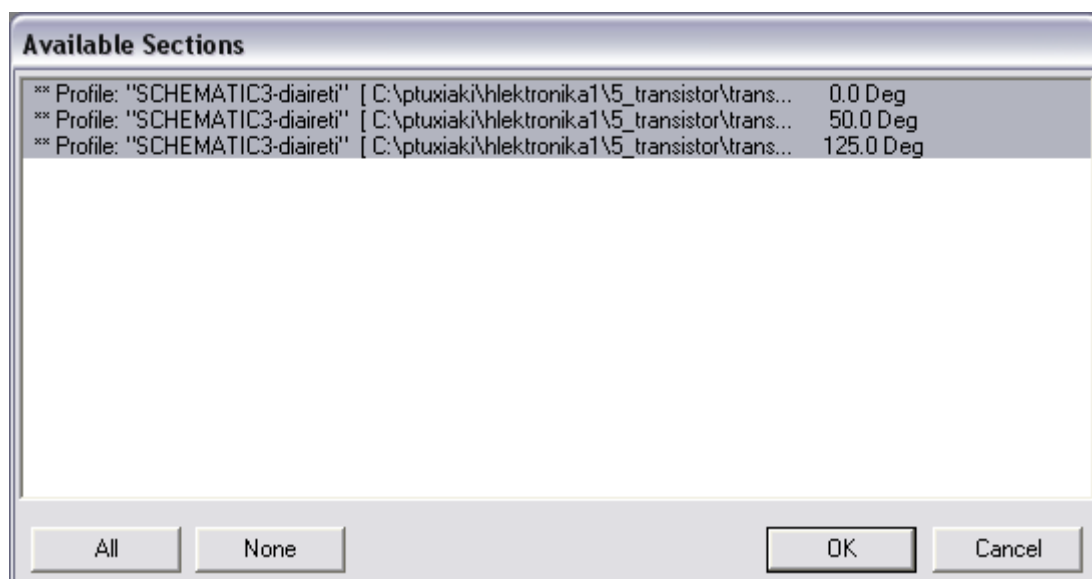 Available Sections
** Profile: "SCHEMATIC3-diaireti" [ C:\ptuxiaki\hlektronika1\5_transistor\trans... 0.0 Deg
** Profile: "SCHEMATIC3-diaireti" [ C:\ptuxiaki\hlektronika1\5_transistor\trans... 50.0 Deg
** Profile: "SCHEMATIC3-diaireti" [ C:\ptuxiaki\hlektronika1\5_transistor\trans... 125.0 Deg
All None OK Cancel